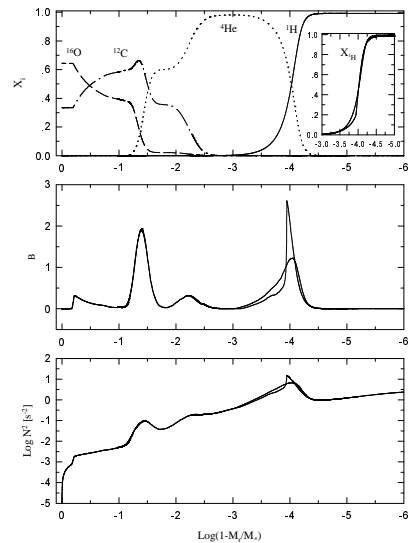 1.0
0.8
0.6
0.4
0.2
0.0
X_i
¹⁶O
¹²C
⁴He
¹H
X_¹H
1.0
.8
.6
.4
.2
0.0
-3.0 -3.5 -4.0 -4.5 -5.0
0 -1 -2 -3 -4 -5 -6
3
2
1
0
B
0 -1 -2 -3 -4 -5 -6
2
1
0
-1
-2
-3
-4
-5
Log N² [s⁻²]
0 -1 -2 -3 -4 -5 -6
Log(1-M_r/M_*)